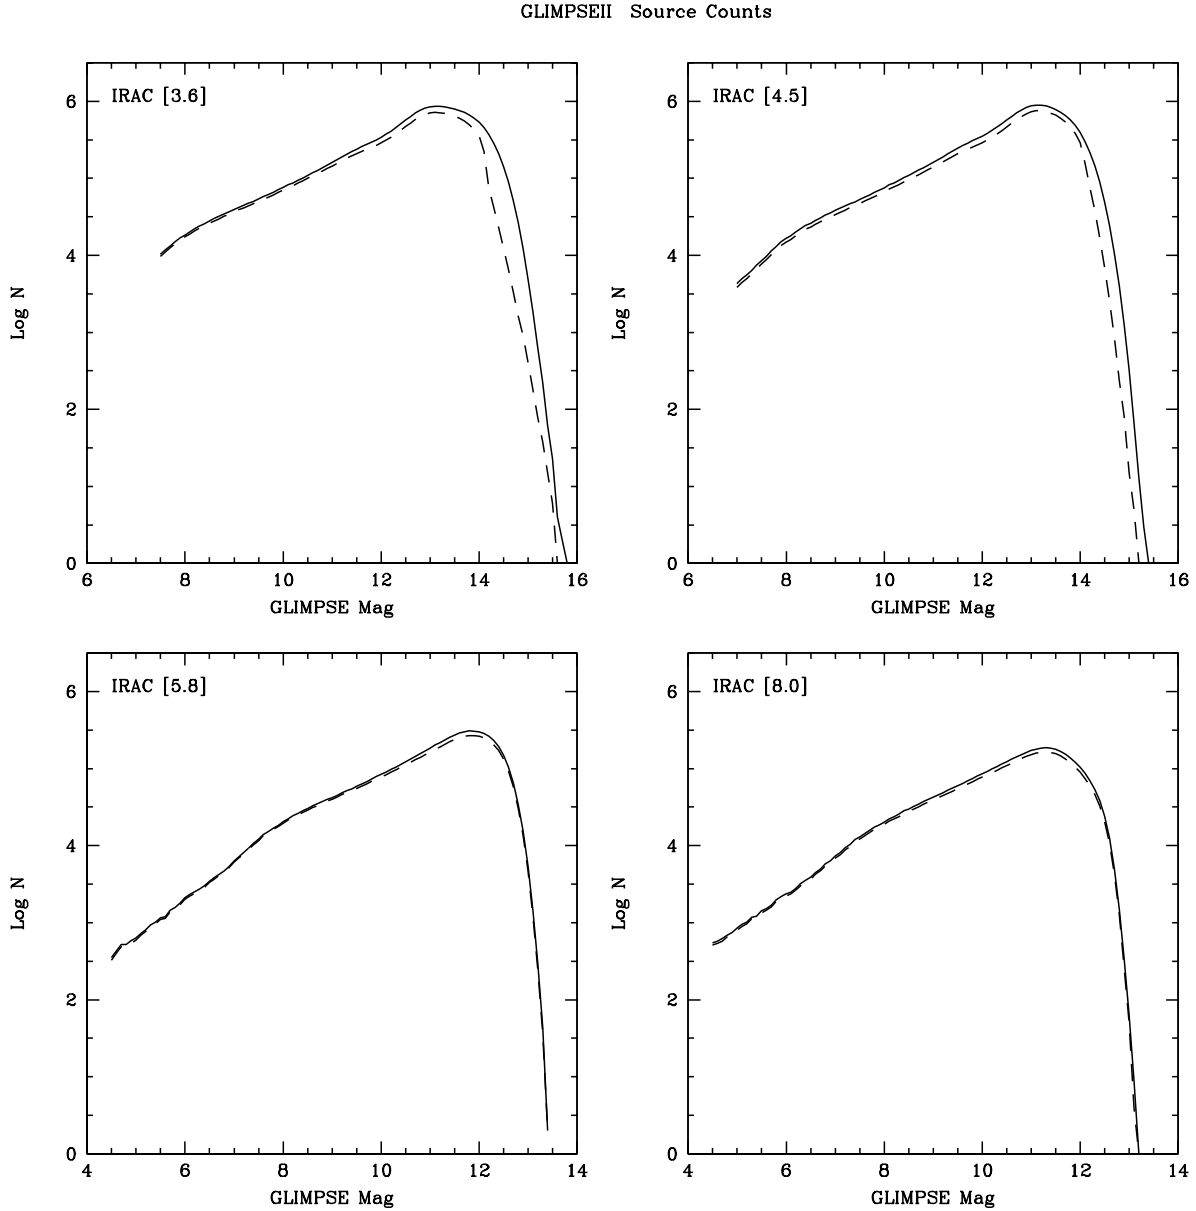 GLIMPSEII Source Counts
IRAC [3.6]
6
4
2
0
Log N
6 8 10 12 14 16
GLIMPSE Mag
IRAC [4.5]
6
4
2
0
Log N
6 8 10 12 14 16
GLIMPSE Mag
IRAC [5.8]
6
4
2
0
Log N
4 6 8 10 12 14
GLIMPSE Mag
IRAC [8.0]
6
4
2
0
Log N
4 6 8 10 12 14
GLIMPSE Mag